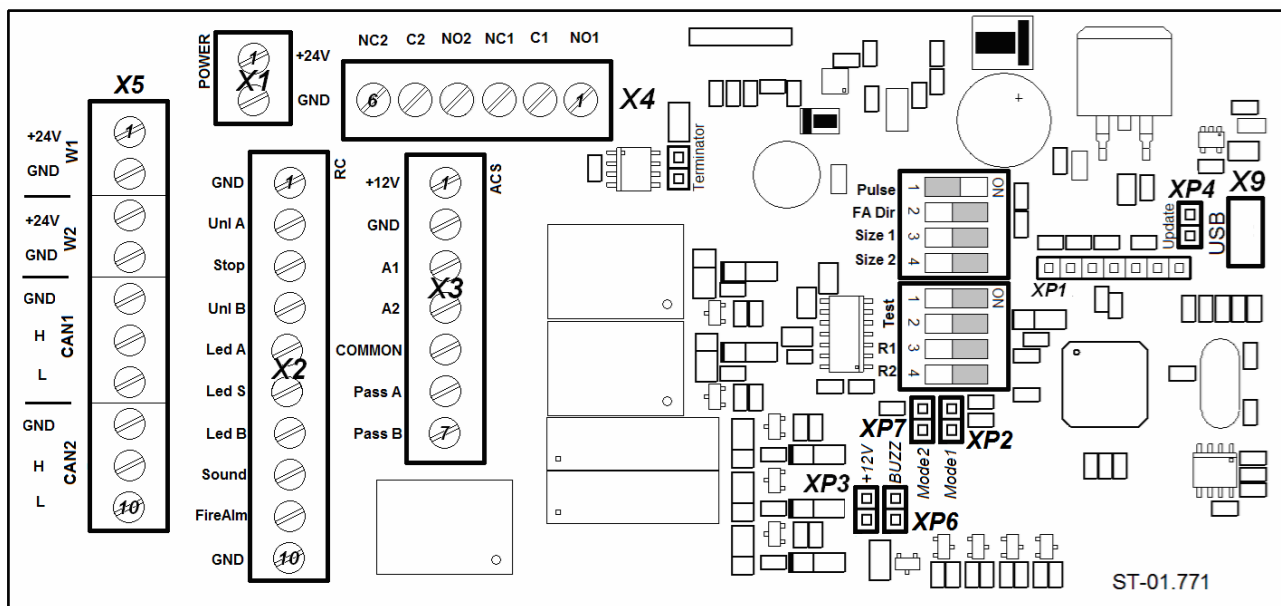 POWER
1
+24V
X1
GND
NC2 C2 NO2 NC1 C1 NO1
6 1
X4
X5
1
+24V
GND
W1
+24V
GND
W2
GND
H
L
CAN1
GND
H
L
CAN2
10
RC
GND 1
Unl A
Stop
Unl B
Led A
X2
Led S
Led B
Sound
FireAlm
GND 10
ACS
+12V 1
GND
A1
X3
A2
COMMON
Pass A
Pass B 7
Terminator
+
Pulse 1 NO
FA Dir 2
Size 1 3
Size 2 4
Test
1 NO
2
R1 3
R2 4
XP4
Update
X9
USB
XP1
XP7
Mode2
XP2
Mode1
XP3
+12V
BUZZ
XP6
ST-01.771